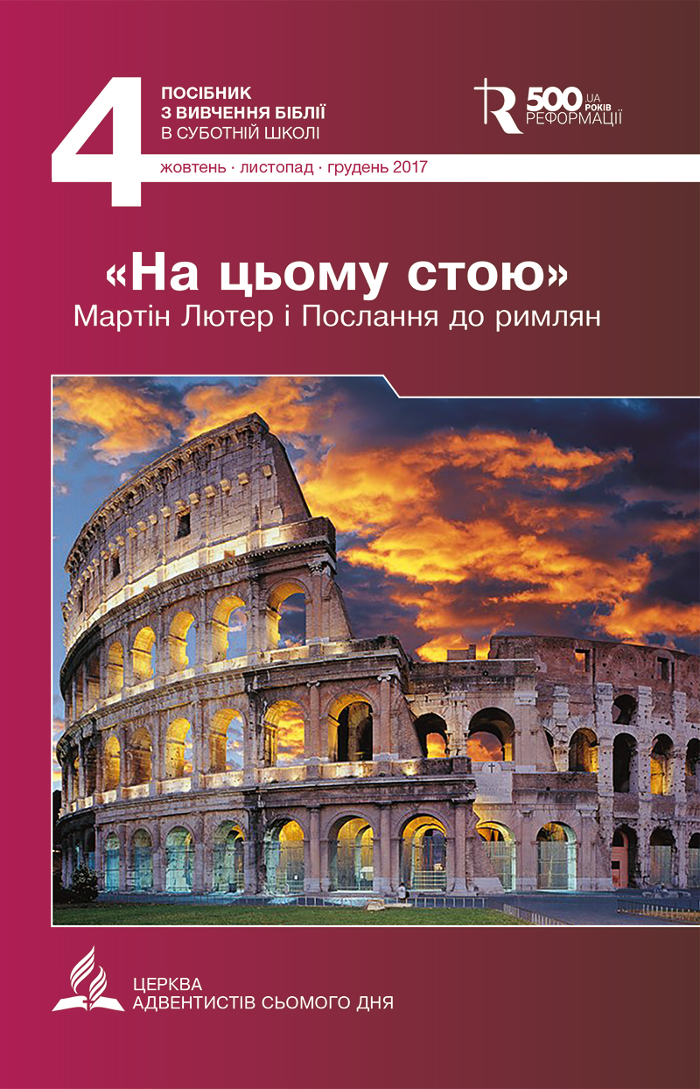 4
ПОСІБНИК
З ВИВЧЕННЯ БІБЛІЇ
В СУБОТНІЙ ШКОЛІ
R 500 .UA
РОКІВ
РЕФОРМАЦІЇ
жовтень · листопад · грудень 2017
«На цьому стою»
Мартін Лютер і Послання до римлян
ЦЕРКВА
АДВЕНТИСТІВ СЬОМОГО ДНЯ